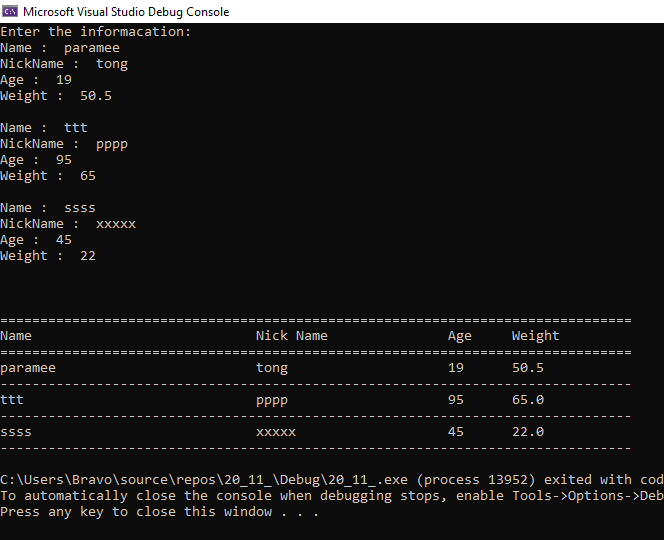 Microsoft Visual Studio Debug Console
Enter the informacation:
Name :  paramee
NickName :  tong
Age :  19
Weight :  50.5
Name :  ttt
NickName :  pppp
Age :  95
Weight :  65
Name :  ssss
NickName :  xxxxx
Age :  45
Weight :  22
===============================================================================
Name                            Nick Name               Age     Weight
===============================================================================
paramee                         tong                    19      50.5
-------------------------------------------------------------------------------
ttt                             pppp                    95      65.0
-------------------------------------------------------------------------------
ssss                            xxxxx                   45      22.0
-------------------------------------------------------------------------------
C:\Users\Bravo\source\repos\20_11_\Debug\20_11_.exe (process 13952) exited with cod
To automatically close the console when debugging stops, enable Tools->Options->Deb
Press any key to close this window . . .